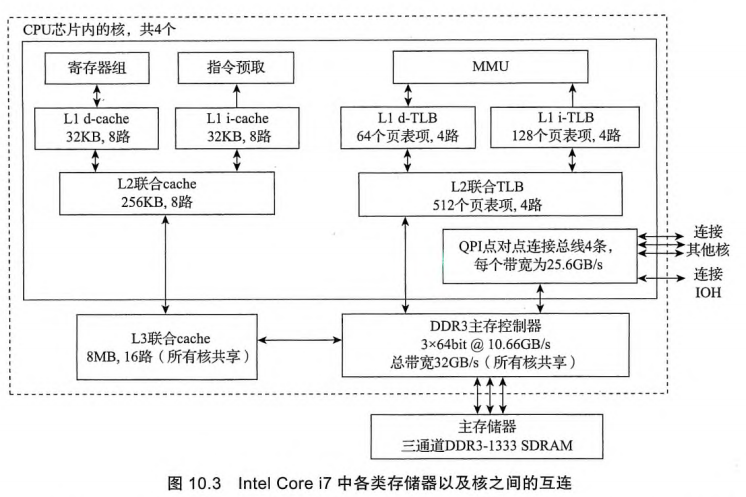 CPU芯片内的核，共4个
寄存器组
指令预取
MMU
L1 d-cache
32KB, 8路
L1 i-cache
32KB, 8路
L1 d-TLB
64个页表项, 4路
L1 i-TLB
128个页表项, 4路
L2联合cache
256KB, 8路
L2联合TLB
512个页表项, 4路
QPI点对点连接总线4条，
每个带宽为25.6GB/s
连接
其他核
连接
IOH
L3联合cache
8MB, 16路（所有核共享）
DDR3主存控制器
3×64bit @ 10.66GB/s
总带宽32GB/s（所有核共享）
主存储器
三通道DDR3-1333 SDRAM
图 10.3 Intel Core i7 中各类存储器以及核之间的互连